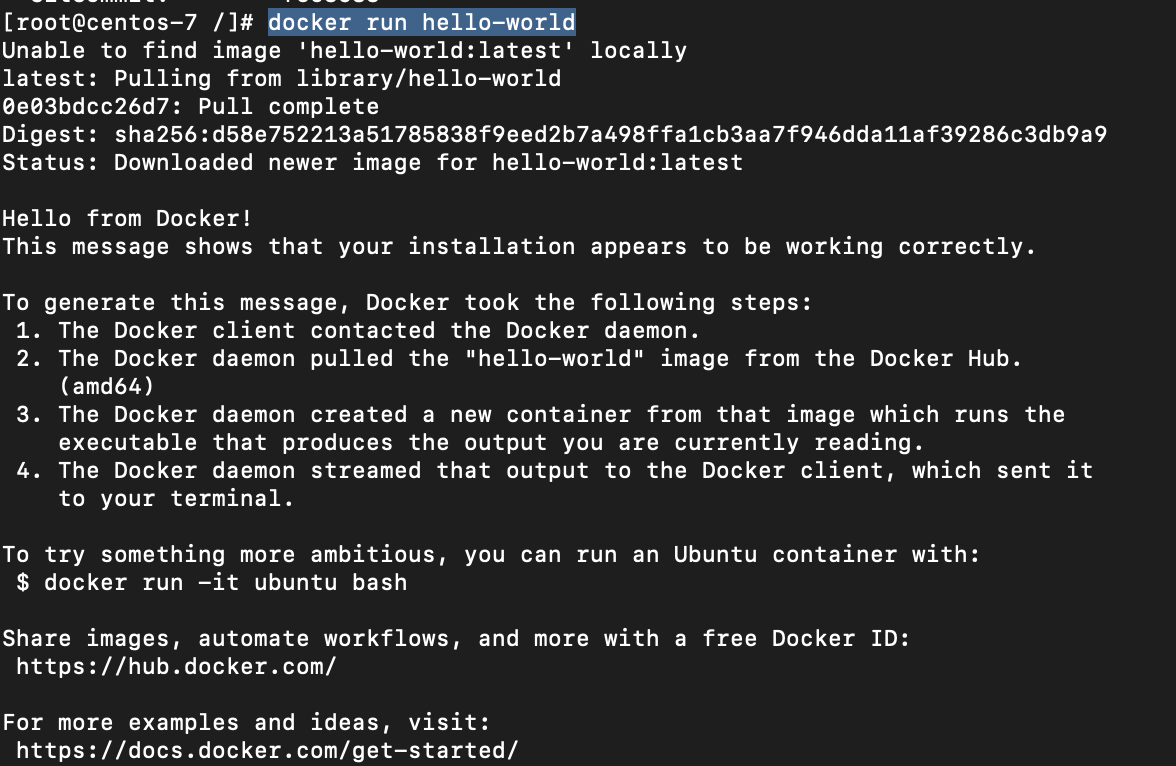 [root@centos-7 /]# docker run hello-world
Unable to find image 'hello-world:latest' locally
latest: Pulling from library/hello-world
0e03bdcc26d7: Pull complete
Digest: sha256:d58e752213a51785838f9eed2b7a498ffa1cb3aa7f946dda11af39286c3db9a9
Status: Downloaded newer image for hello-world:latest
Hello from Docker!
This message shows that your installation appears to be working correctly.
To generate this message, Docker took the following steps:
1. The Docker client contacted the Docker daemon.
2. The Docker daemon pulled the "hello-world" image from the Docker Hub.
(amd64)
3. The Docker daemon created a new container from that image which runs the
executable that produces the output you are currently reading.
4. The Docker daemon streamed that output to the Docker client, which sent it
to your terminal.
To try something more ambitious, you can run an Ubuntu container with:
$ docker run -it ubuntu bash
Share images, automate workflows, and more with a free Docker ID:
https://hub.docker.com/
For more examples and ideas, visit:
https://docs.docker.com/get-started/